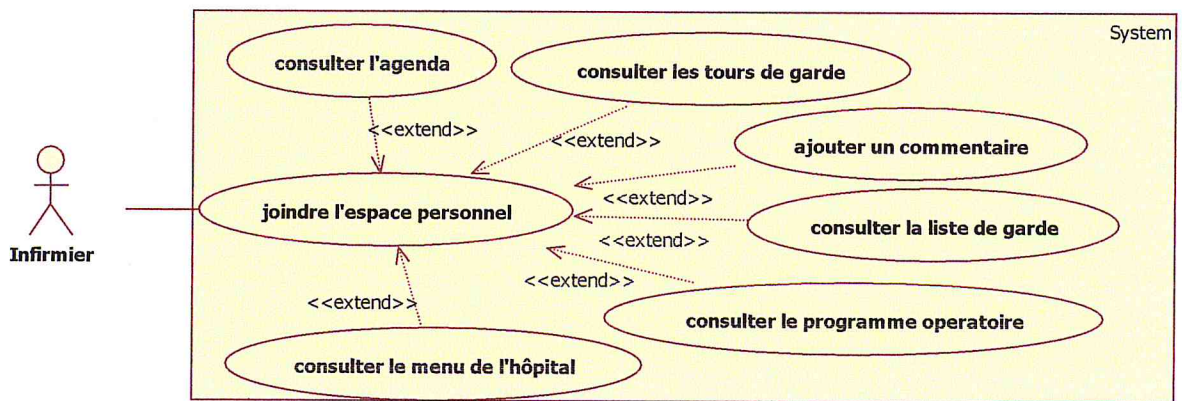 System
consulter l'agenda
consulter les tours de garde
<<extend>>
<<extend>>
ajouter un commentaire
<<extend>>
joindre l'espace personnel
consulter la liste de garde
<<extend>>
Infirmier
<<extend>>
<<extend>>
consulter le programme operatoire
consulter le menu de l'hôpital